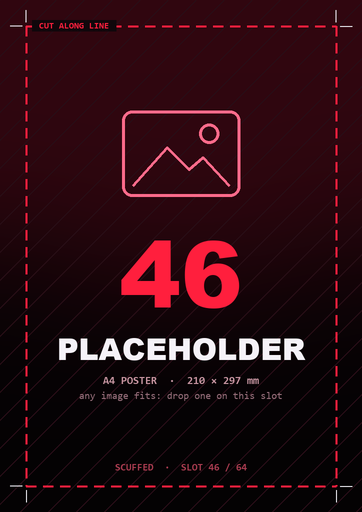 CUT ALONG LINE
46
PLACEHOLDER
A4 POSTER · 210 × 297 mm
any image fits: drop one on this slot
SCUFFED · SLOT 46 / 64